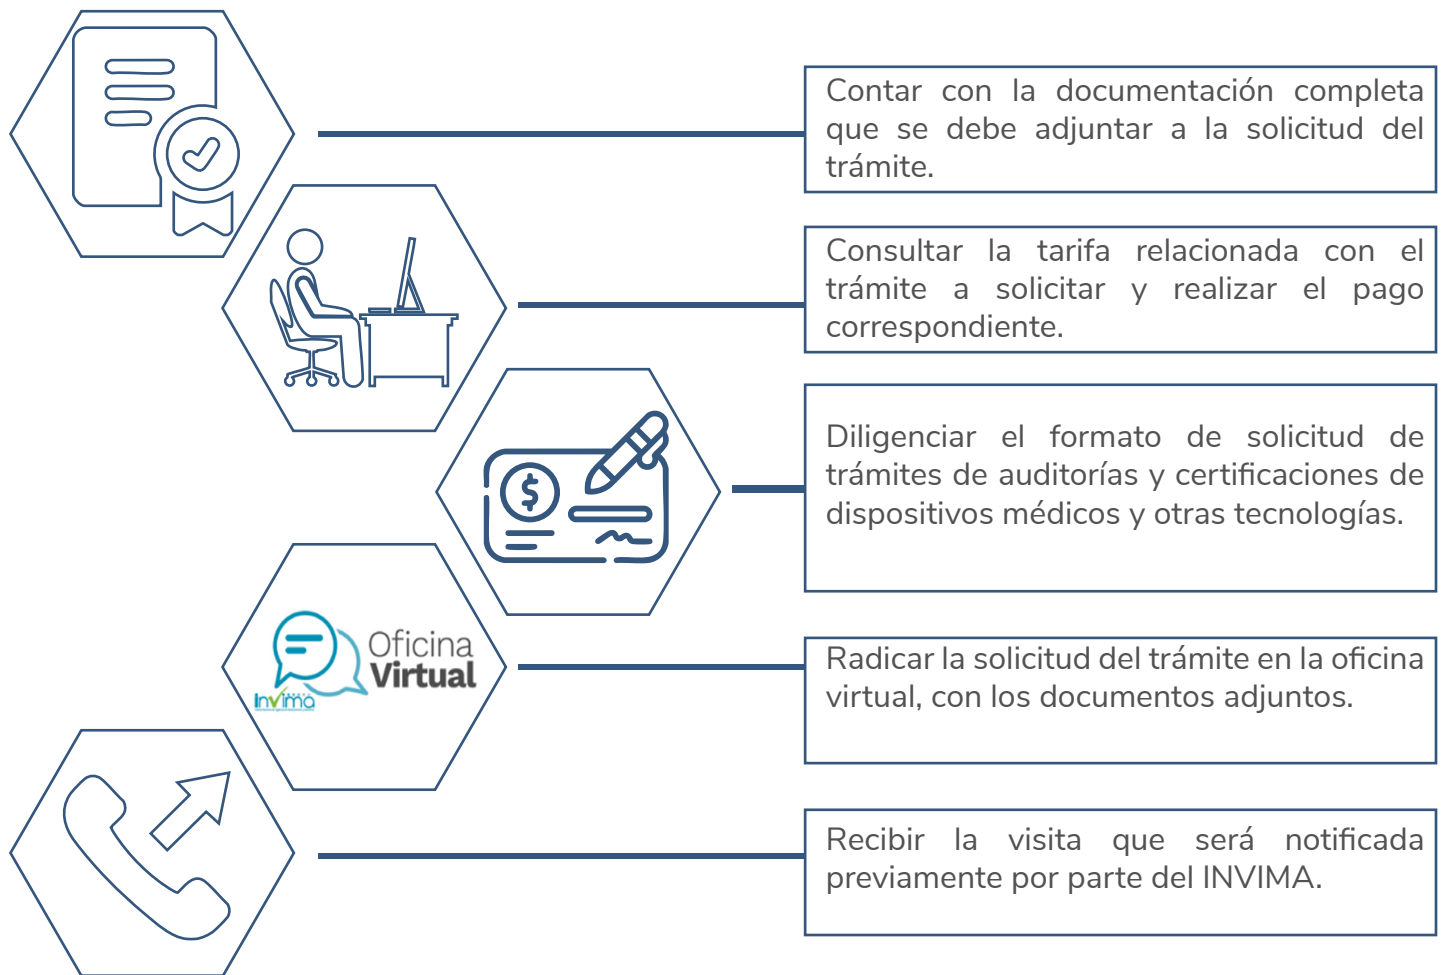 Contar con la documentación completa
que se debe adjuntar a la solicitud del
trámite.
Consultar la tarifa relacionada con el
trámite a solicitar y realizar el pago
correspondiente.
$
Diligenciar el formato de solicitud de
trámites de auditorías y certificaciones de
dispositivos médicos y otras tecnologías.
Oficina
Virtual
invima
Radicar la solicitud del trámite en la oficina
virtual, con los documentos adjuntos.
Recibir la visita que será notificada
previamente por parte del INVIMA.